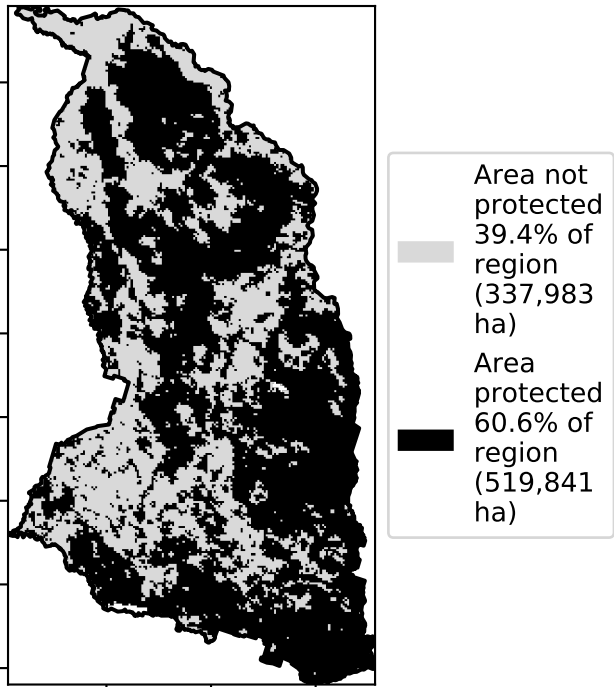 Area not
protected
39.4% of
region
(337,983
ha)
Area
protected
60.6% of
region
(519,841
ha)